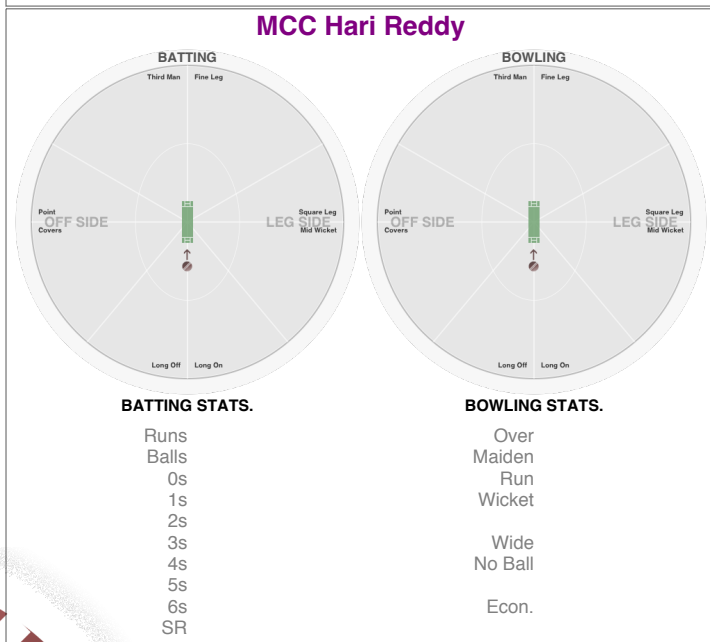 MCC Hari Reddy
BATTING
Third Man Fine Leg
Point
OFF SIDE
Covers
Square Leg
LEG SIDE
Mid Wicket
Long Off Long On
BATTING STATS.
Runs
Balls
0s
1s
2s
3s
4s
5s
6s
SR
BOWLING
Third Man Fine Leg
Point
OFF SIDE
Covers
Square Leg
LEG SIDE
Mid Wicket
Long Off Long On
BOWLING STATS.
Over
Maiden
Run
Wicket
Wide
No Ball
Econ.